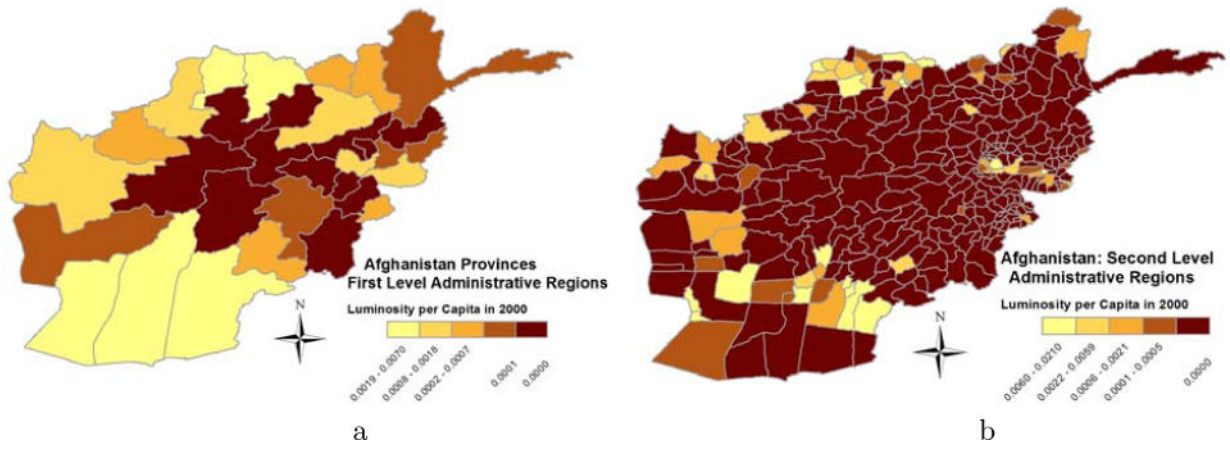 Afghanistan Provinces
First Level Administrative Regions
Luminosity per Capita in 2000
N
0.0019 - 0.0070
0.0008 - 0.0018
0.0002 - 0.0007
0.0001
0.0000
a
Afghanistan: Second Level
Administrative Regions
Luminosity per Capita in 2000
N
0.0060 - 0.0210
0.0022 - 0.0059
0.0006 - 0.0021
0.0001 - 0.0005
0.0000
b